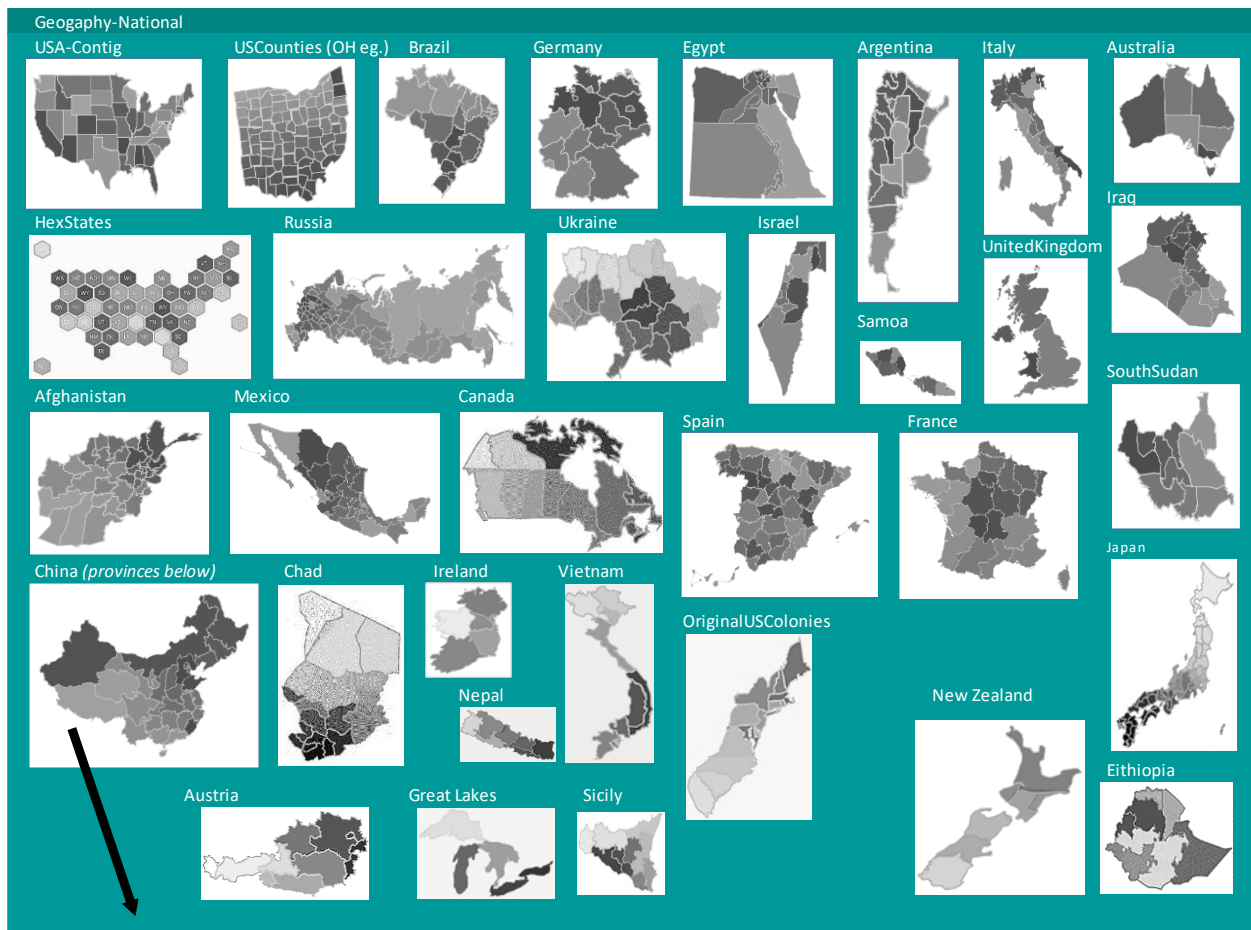 Geogaphy-National
USA-Contig
USCounties (OH eg.)
Brazil
Germany
Egypt
Argentina
Italy
Australia
HexStates
Russia
Ukraine
Israel
UnitedKingdom
Iraq
Samoa
Afghanistan
Mexico
Canada
Spain
France
SouthSudan
China (provinces below)
Chad
Ireland
Vietnam
Japan
OriginalUSColonies
Nepal
New Zealand
Austria
Great Lakes
Sicily
Eithiopia